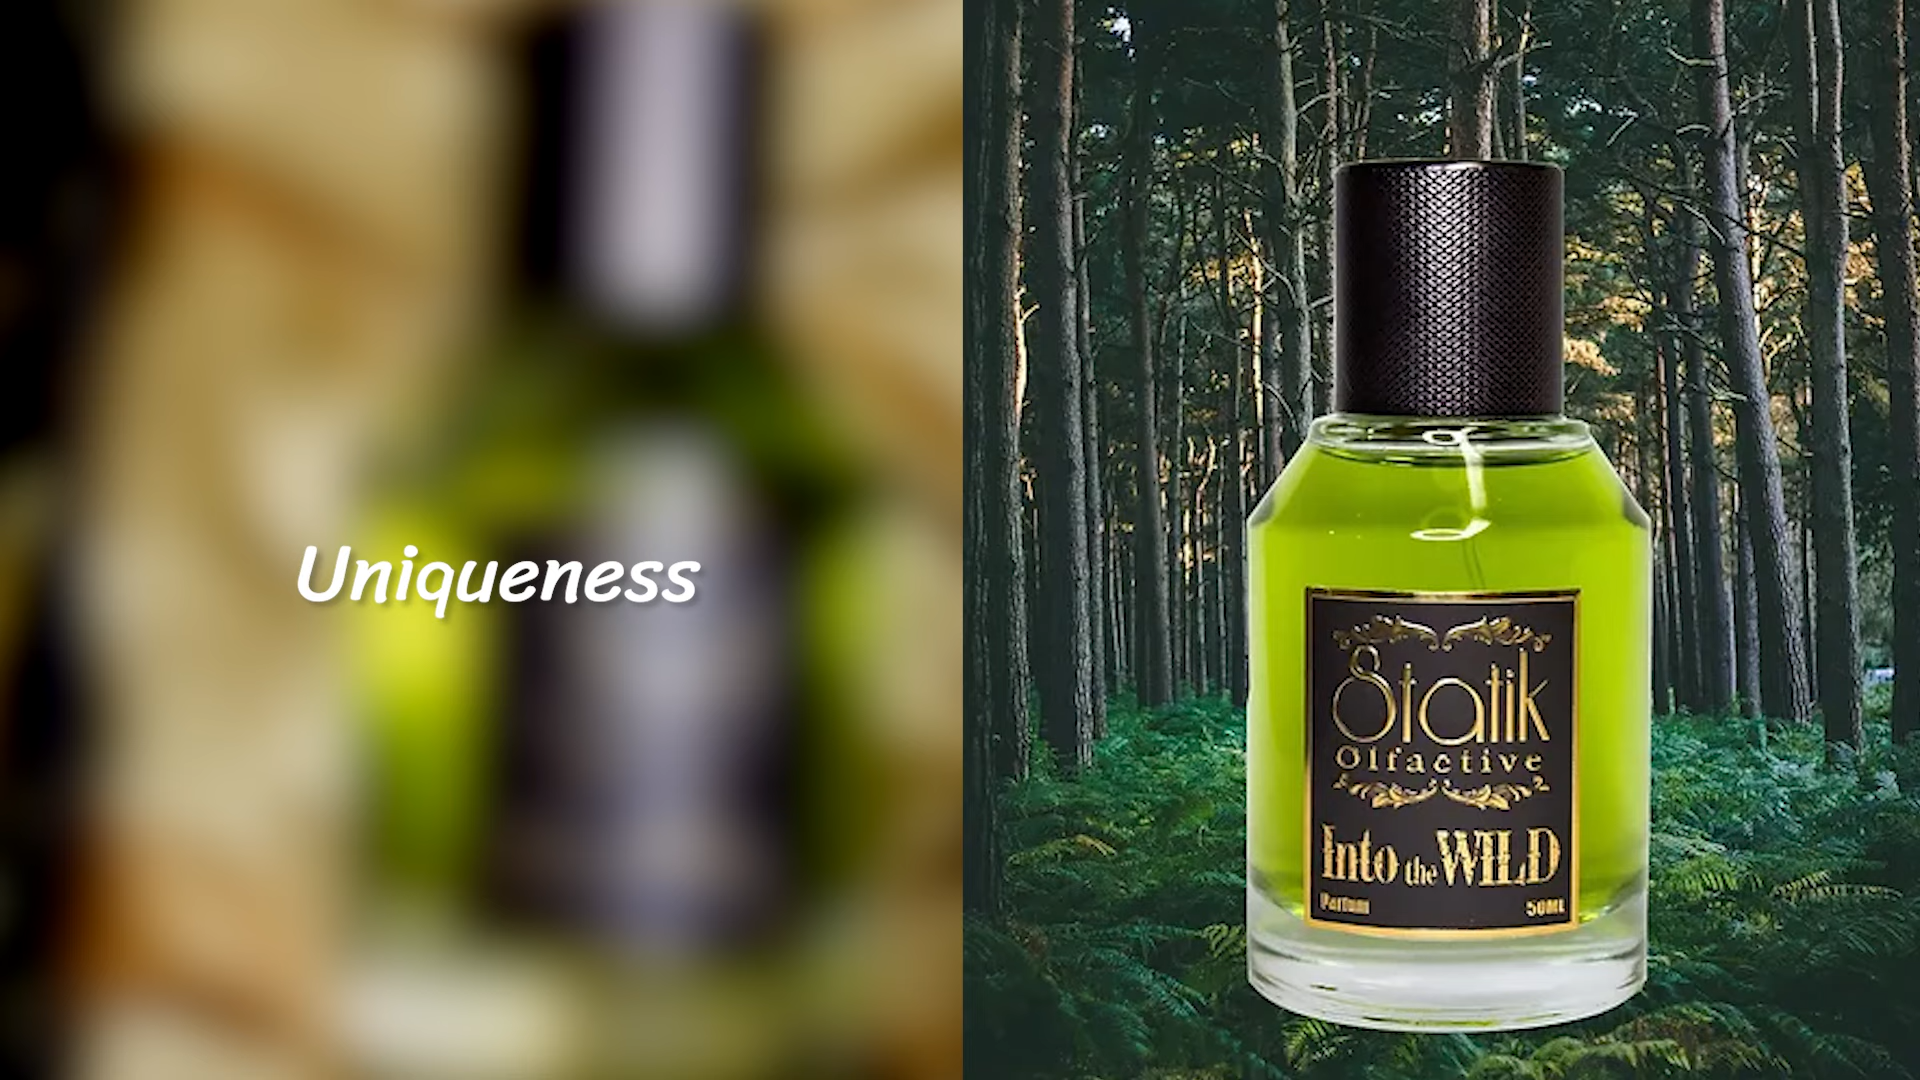 Uniqueness
Statik
Olfactive
Into the WILD
Parfum 50ML